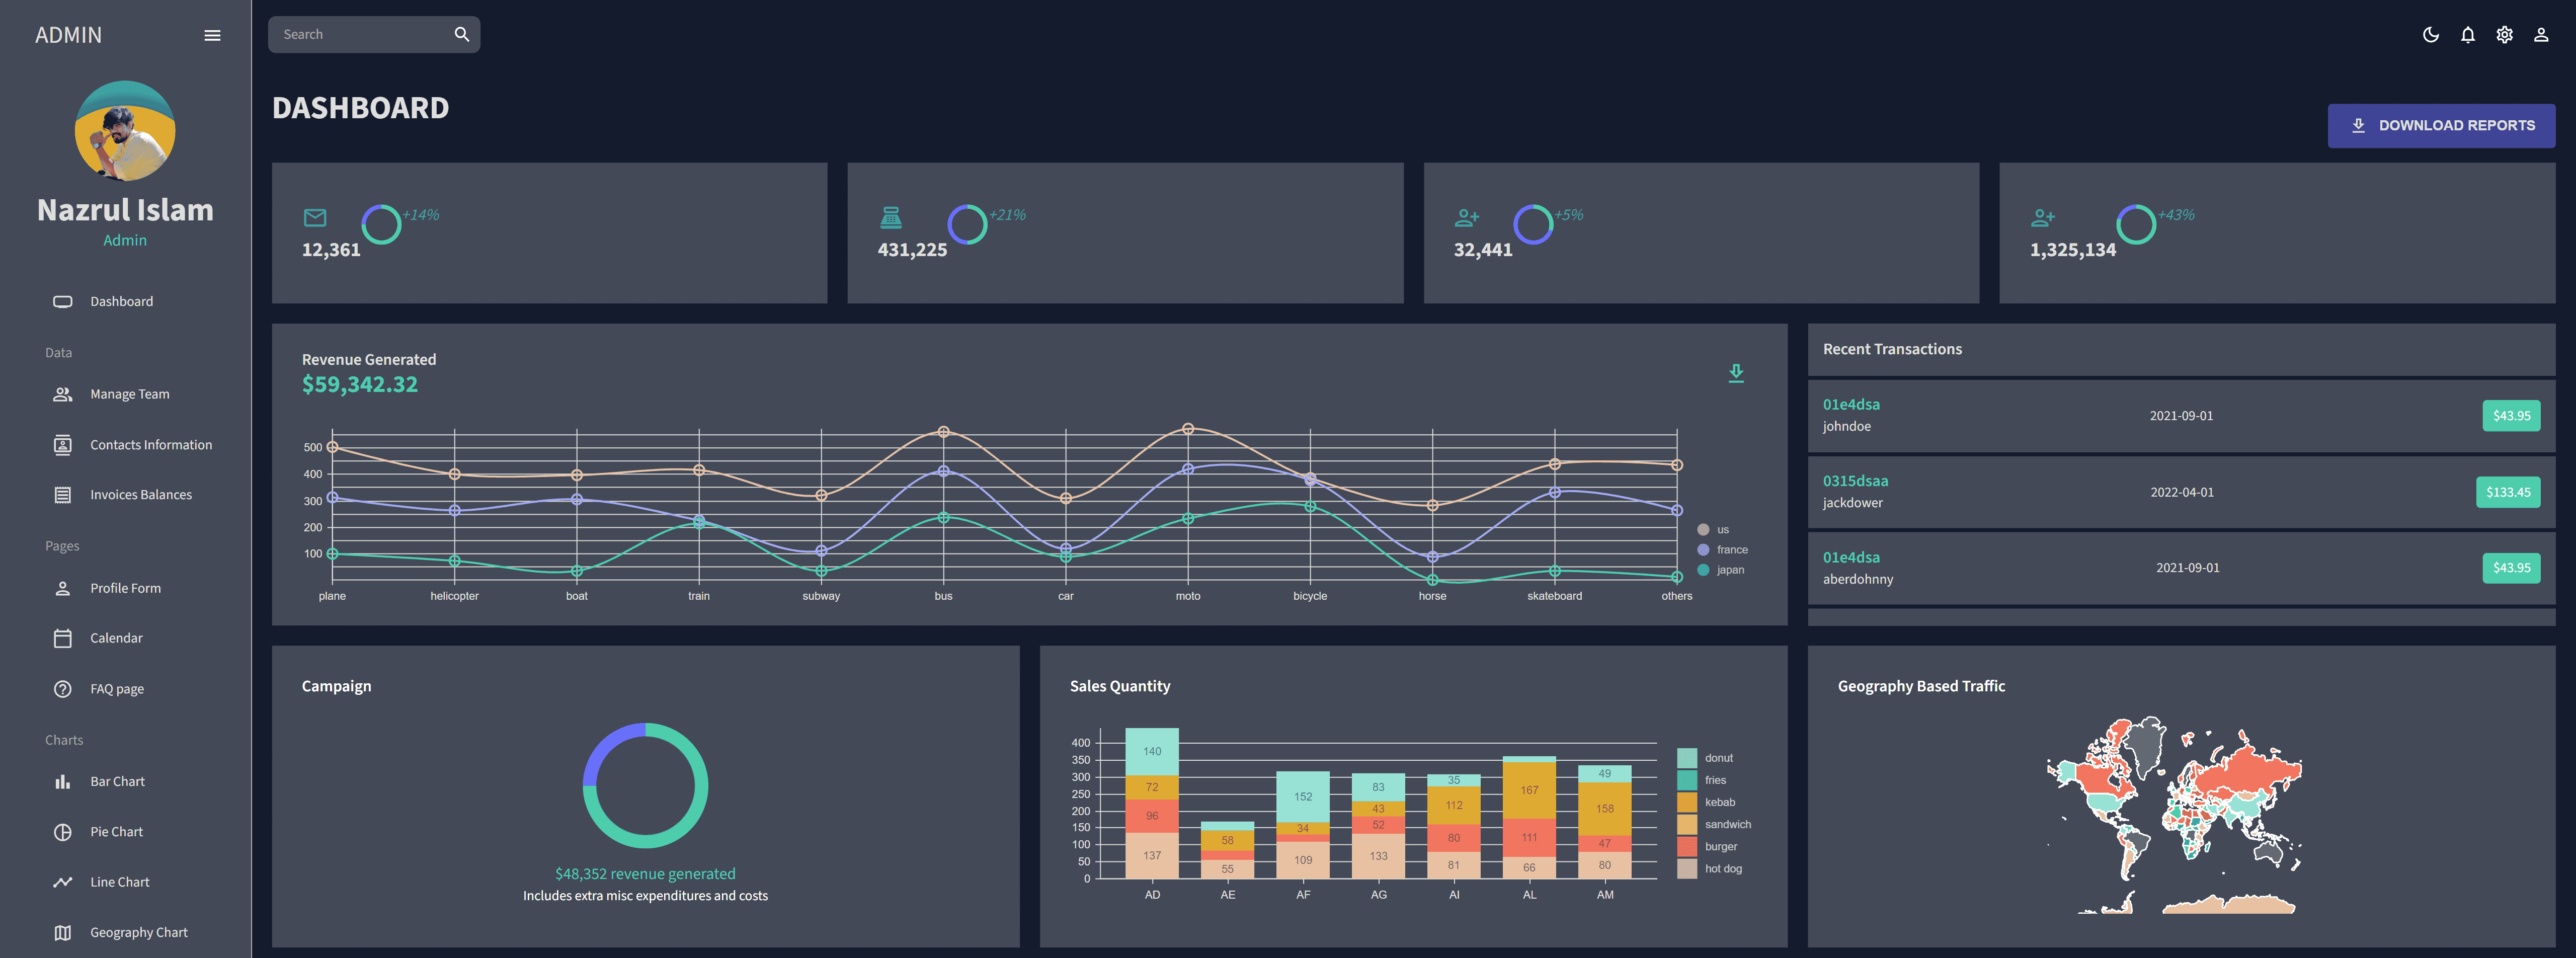 ADMIN
Search
Nazrul Islam
Admin
Dashboard
Data
Manage Team
Contacts Information
Invoices Balances
Pages
Profile Form
Calendar
FAQ page
Charts
Bar Chart
Pie Chart
Line Chart
Geography Chart
DASHBOARD
DOWNLOAD REPORTS
+14%
12,361
+21%
431,225
+5%
32,441
+43%
1,325,134
Revenue Generated
$59,342.32
500
400
300
200
100
plane helicopter boat train subway bus car moto bicycle horse skateboard others
us
france
japan
Recent Transactions
01e4dsa
johndoe
2021-09-01
$43.95
0315dsaa
jackdower
2022-04-01
$133.45
01e4dsa
aberdohnny
2021-09-01
$43.95
Campaign
$48,352 revenue generated
Includes extra misc expenditures and costs
Sales Quantity
400
350
300
250
200
150
100
50
0
140
72
96
137
58
55
152
34
109
83
43
52
133
35
112
80
81
167
111
66
49
158
47
80
AD AE AF AG AI AL AM
donut
fries
kebab
sandwich
burger
hot dog
Geography Based Traffic